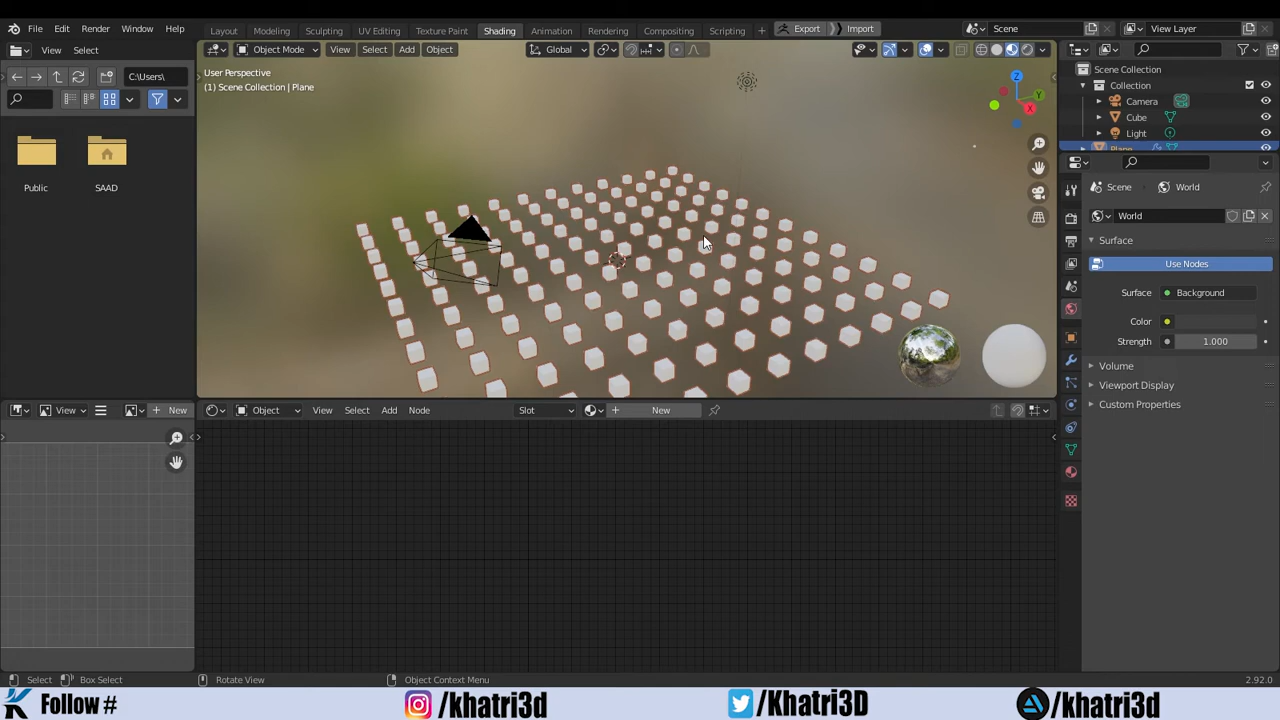 File Edit Render Window Help
Layout Modeling Sculpting UV Editing Texture Paint Shading Animation Rendering Compositing Scripting + Export Import
Scene
View Layer
View Select
Object Mode View Select Add Object
Global
C:\Users\
User Perspective
(1) Scene Collection | Plane
Z
Y
X
Public
SAAD
Scene Collection
Collection
Camera
Cube
Light
Plane
Scene World
World
Surface
Use Nodes
Surface Background
Color
Strength 1.000
Volume
Viewport Display
Custom Properties
View + New
Object View Select Add Node
Slot
+ New
Select Box Select Rotate View Object Context Menu 2.92.0
Follow # /khatri3d /Khatri3D /khatri3d